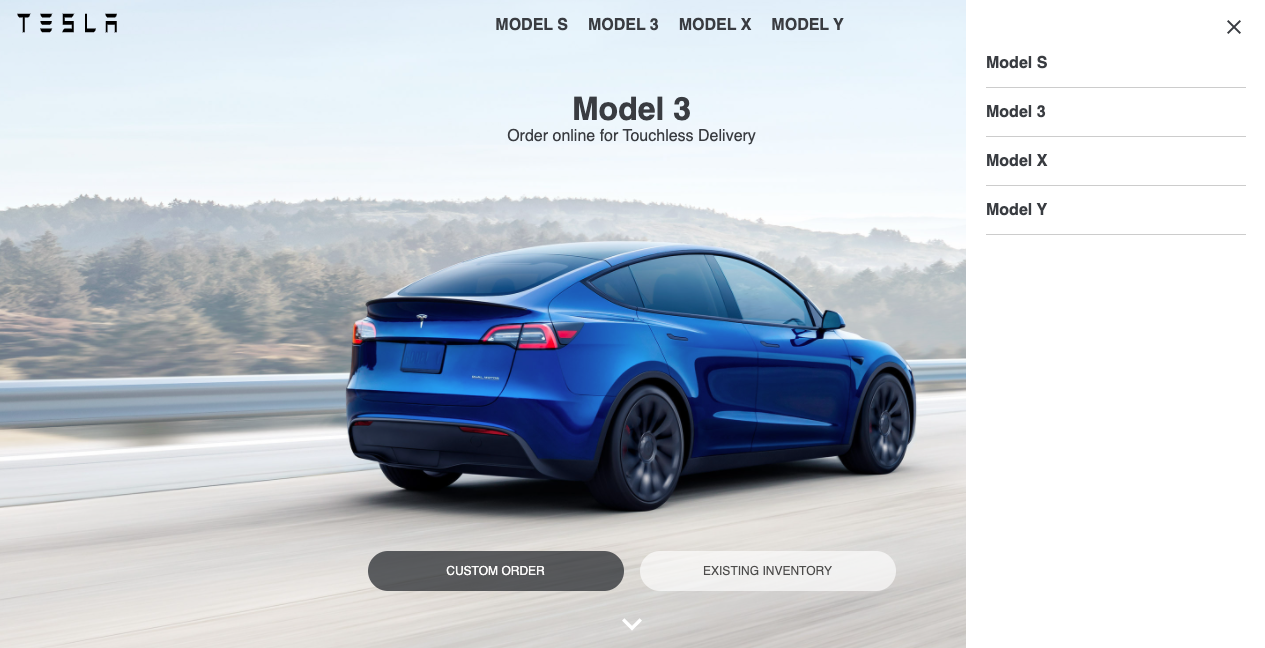 TESLA
MODEL S MODEL 3 MODEL X MODEL Y
Model 3
Order online for Touchless Delivery
CUSTOM ORDER
EXISTING INVENTORY
Model S
Model 3
Model X
Model Y